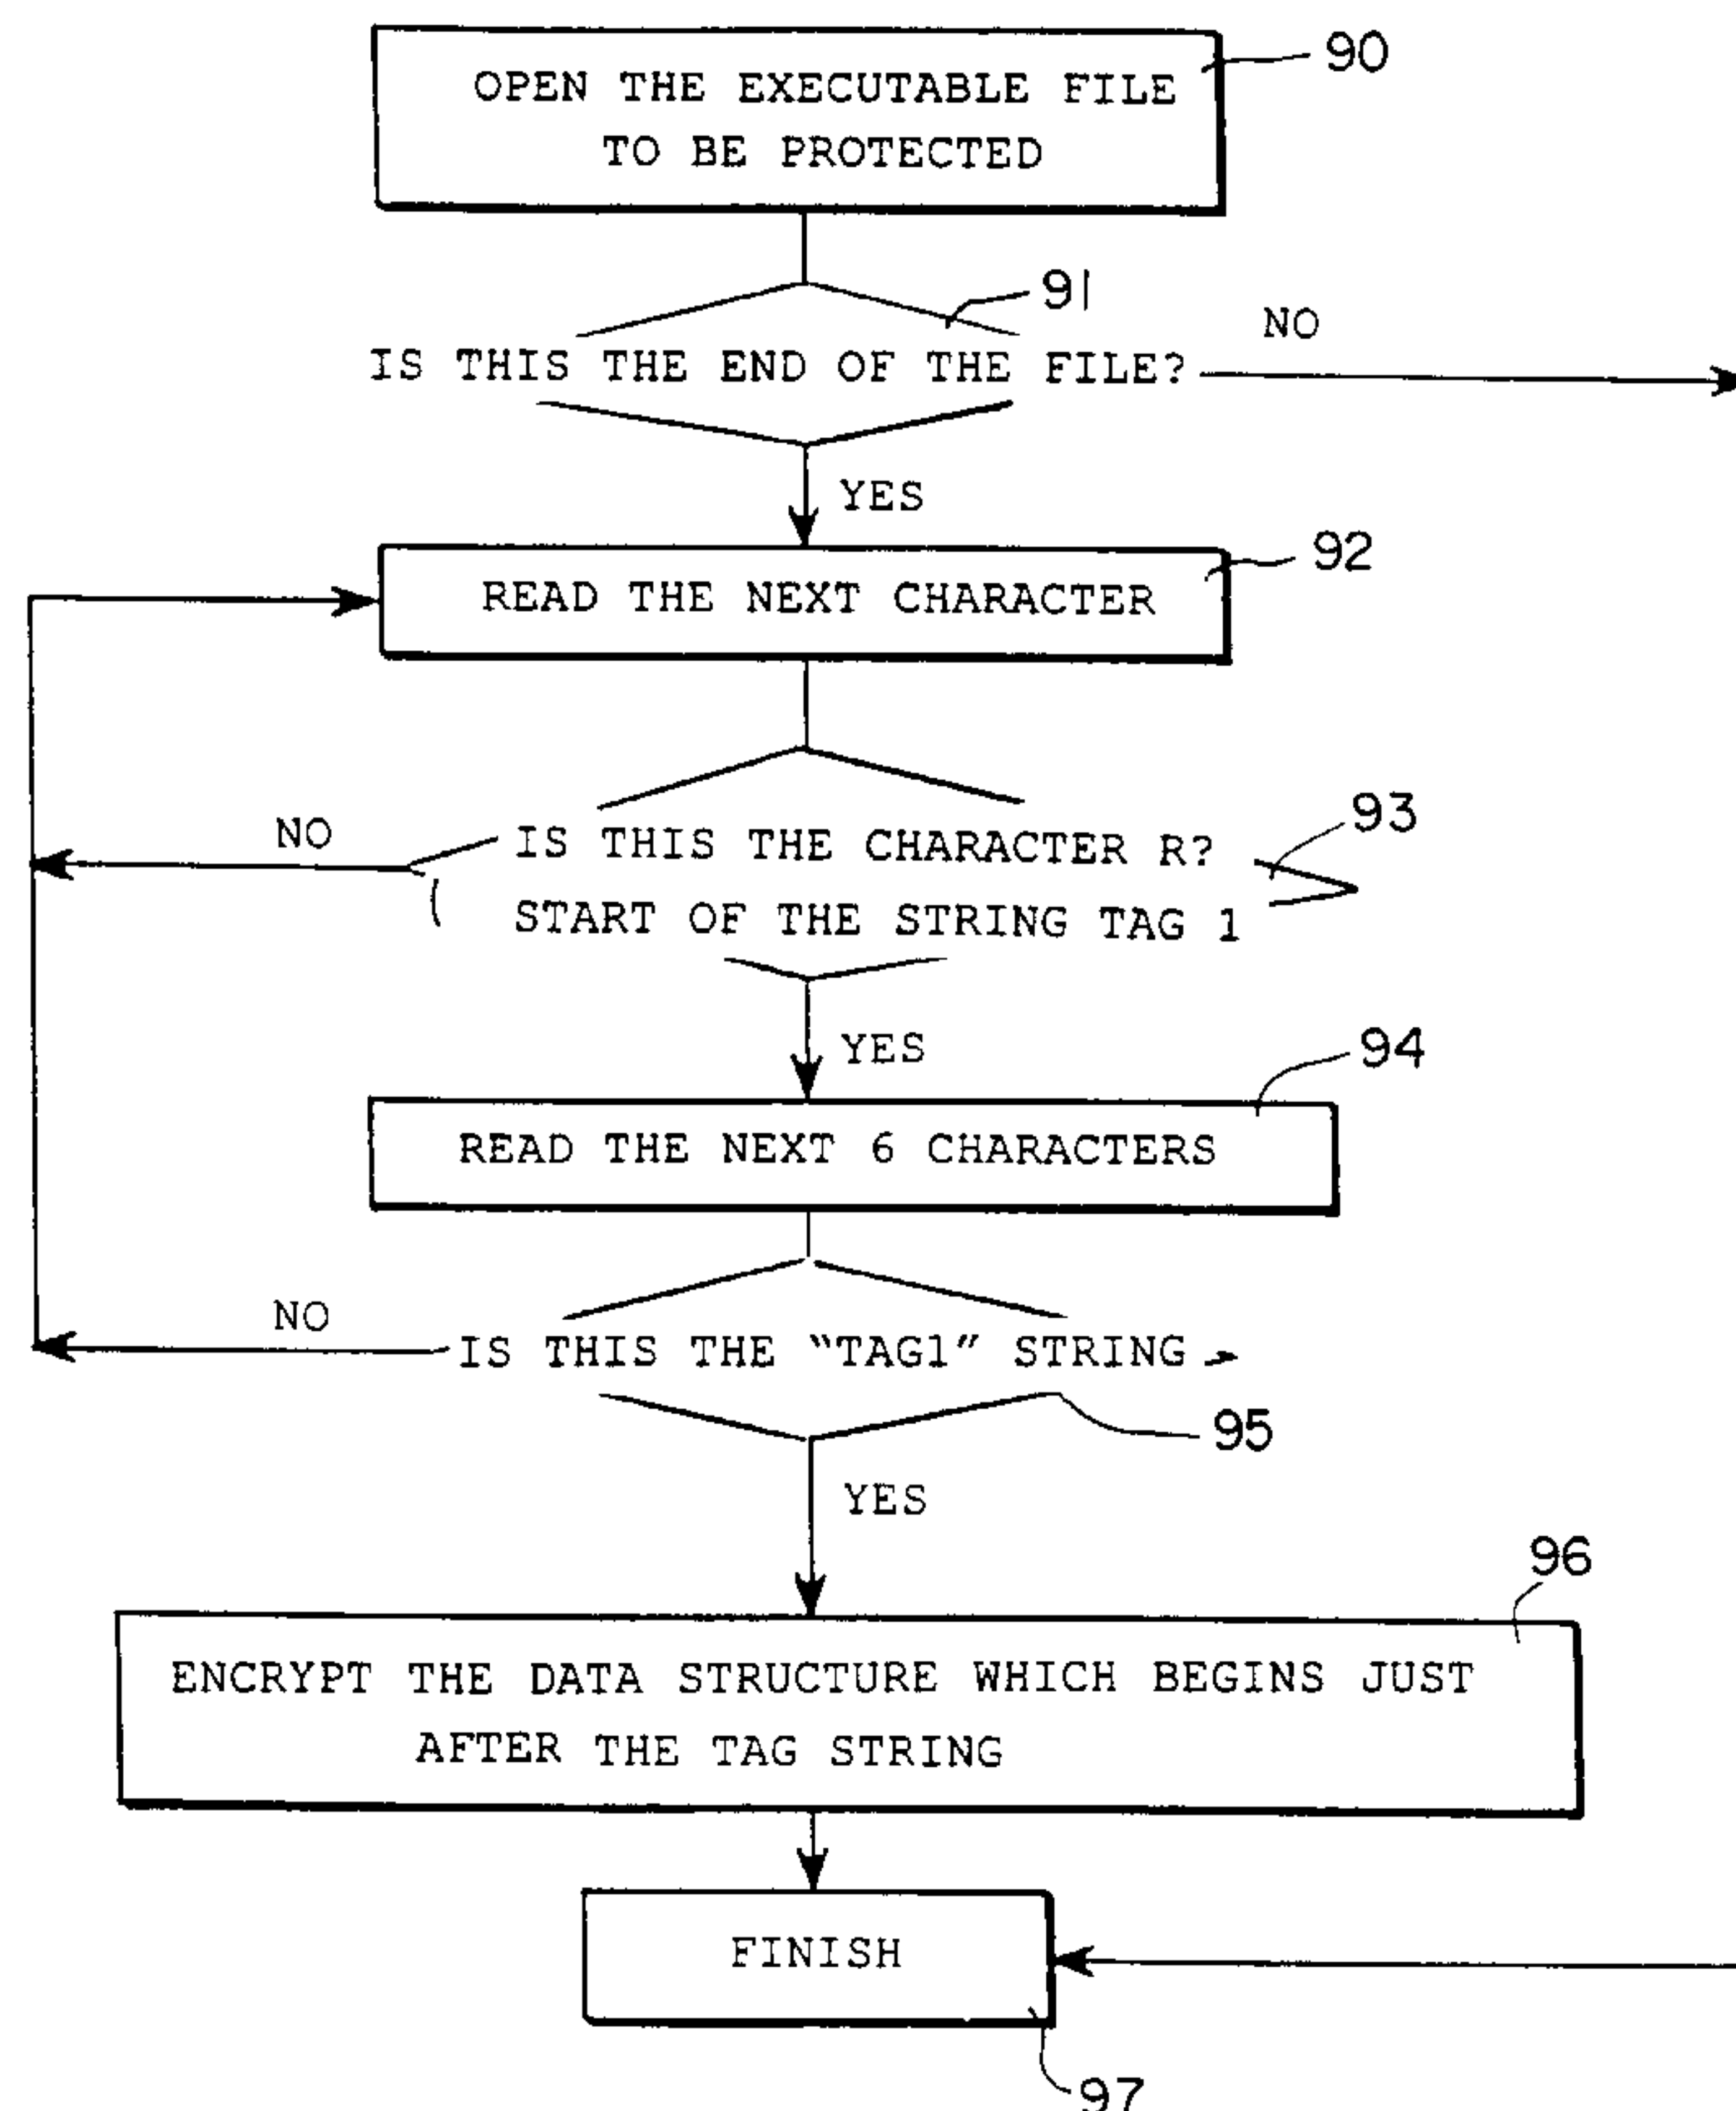 90
OPEN THE EXECUTABLE FILE
TO BE PROTECTED
91
NO
IS THIS THE END OF THE FILE?
YES
92
READ THE NEXT CHARACTER
93
NO
IS THIS THE CHARACTER R?
( START OF THE STRING TAG 1
YES
94
READ THE NEXT 6 CHARACTERS
NO
IS THIS THE “TAG1” STRING
95
YES
96
ENCRYPT THE DATA STRUCTURE WHICH BEGINS JUST
AFTER THE TAG STRING
FINISH
97